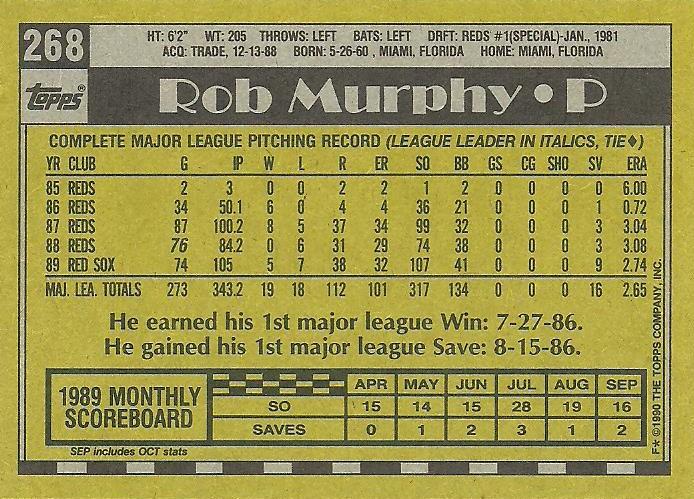 268
HT: 6'2" WT: 205 THROWS: LEFT BATS: LEFT DRFT: REDS #1(SPECIAL)-JAN., 1981
ACQ: TRADE, 12-13-88 BORN: 5-26-60 , MIAMI, FLORIDA HOME: MIAMI, FLORIDA
Topps®
Rob Murphy • P
COMPLETE MAJOR LEAGUE PITCHING RECORD (LEAGUE LEADER IN ITALICS, TIE♦)
YR CLUB G IP W L R ER SO BB GS CG SHO SV ERA
85 REDS 2 3 0 0 2 2 1 2 0 0 0 0 6.00
86 REDS 34 50.1 6 0 4 4 36 21 0 0 0 1 0.72
87 REDS 87 100.2 8 5 37 34 99 32 0 0 0 3 3.04
88 REDS 76 84.2 0 6 31 29 74 38 0 0 0 3 3.08
89 RED SOX 74 105 5 7 38 32 107 41 0 0 0 9 2.74
MAJ. LEA. TOTALS 273 343.2 19 18 112 101 317 134 0 0 0 16 2.65
He earned his 1st major league Win: 7-27-86.
He gained his 1st major league Save: 8-15-86.
1989 MONTHLY
SCOREBOARD
APR MAY JUN JUL AUG SEP
SO 15 14 15 28 19 16
SAVES 0 1 2 3 1 2
SEP includes OCT stats
F* © 1990 THE TOPPS COMPANY, INC.